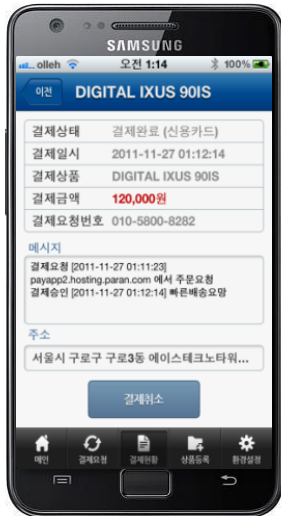 SAMSUNG
olleh 오전 1:14 100%
이전 DIGITAL IXUS 90IS
결제상태 결제완료 (신용카드)
결제일시 2011-11-27 01:12:14
결제상품 DIGITAL IXUS 90IS
결제금액 120,000원
결제요청번호 010-5800-8282
메시지
결제요청 [2011-11-27 01:11:23]
payapp2.hosting.paran.com 에서 주문요청
결제승인 [2011-11-27 01:12:14] 빠른배송요망
주소
서울시 구로구 구로3동 에이스테크노타워...
결제취소
메인 결제요청 결제현황 상품등록 환경설정